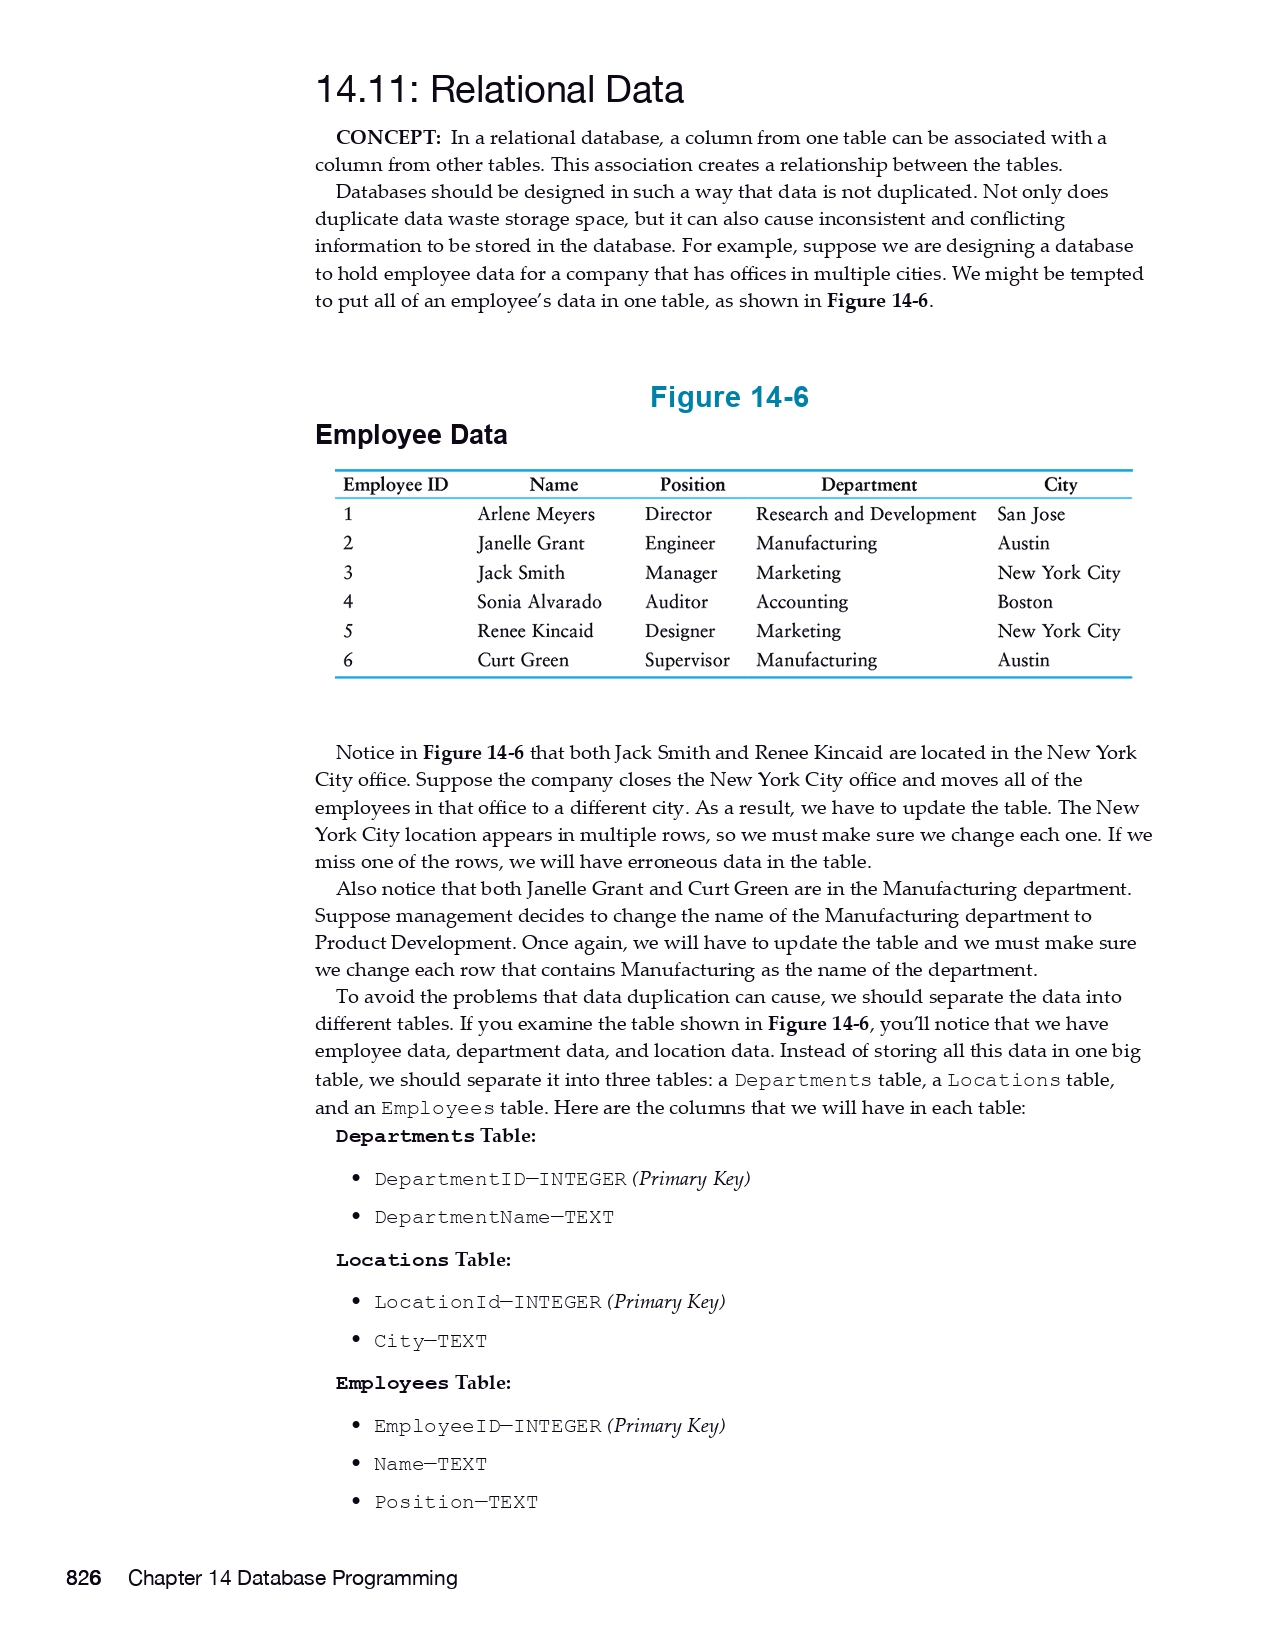 14.11: Relational Data
CONCEPT: In a relational database, a column from one table can be associated with a
column from other tables. This association creates a relationship between the tables.
Databases should be designed in such a way that data is not duplicated. Not only does
duplicate data waste storage space, but it can also cause inconsistent and conflicting
information to be stored in the database. For example, suppose we are designing a database
to hold employee data for a company that has offices in multiple cities. We might be tempted
to put all of an employee’s data in one table, as shown in Figure 14-6.
Figure 14-6
Employee Data
Employee ID Name Position Department City
1 Arlene Meyers Director Research and Development San Jose
2 Janelle Grant Engineer Manufacturing Austin
3 Jack Smith Manager Marketing New York City
4 Sonia Alvarado Auditor Accounting Boston
5 Renee Kincaid Designer Marketing New York City
6 Curt Green Supervisor Manufacturing Austin
Notice in Figure 14-6 that both Jack Smith and Renee Kincaid are located in the New York
City office. Suppose the company closes the New York City office and moves all of the
employees in that office to a different city. As a result, we have to update the table. The New
York City location appears in multiple rows, so we must make sure we change each one. If we
miss one of the rows, we will have erroneous data in the table.
Also notice that both Janelle Grant and Curt Green are in the Manufacturing department.
Suppose management decides to change the name of the Manufacturing department to
Product Development. Once again, we will have to update the table and we must make sure
we change each row that contains Manufacturing as the name of the department.
To avoid the problems that data duplication can cause, we should separate the data into
different tables. If you examine the table shown in Figure 14-6, you’ll notice that we have
employee data, department data, and location data. Instead of storing all this data in one big
table, we should separate it into three tables: a Departments table, a Locations table,
and an Employees table. Here are the columns that we will have in each table:
Departments Table:
• DepartmentID—INTEGER (Primary Key)
• DepartmentName—TEXT
Locations Table:
• LocationId—INTEGER (Primary Key)
• City—TEXT
Employees Table:
• EmployeeID—INTEGER (Primary Key)
• Name—TEXT
• Position—TEXT
826 Chapter 14 Database Programming